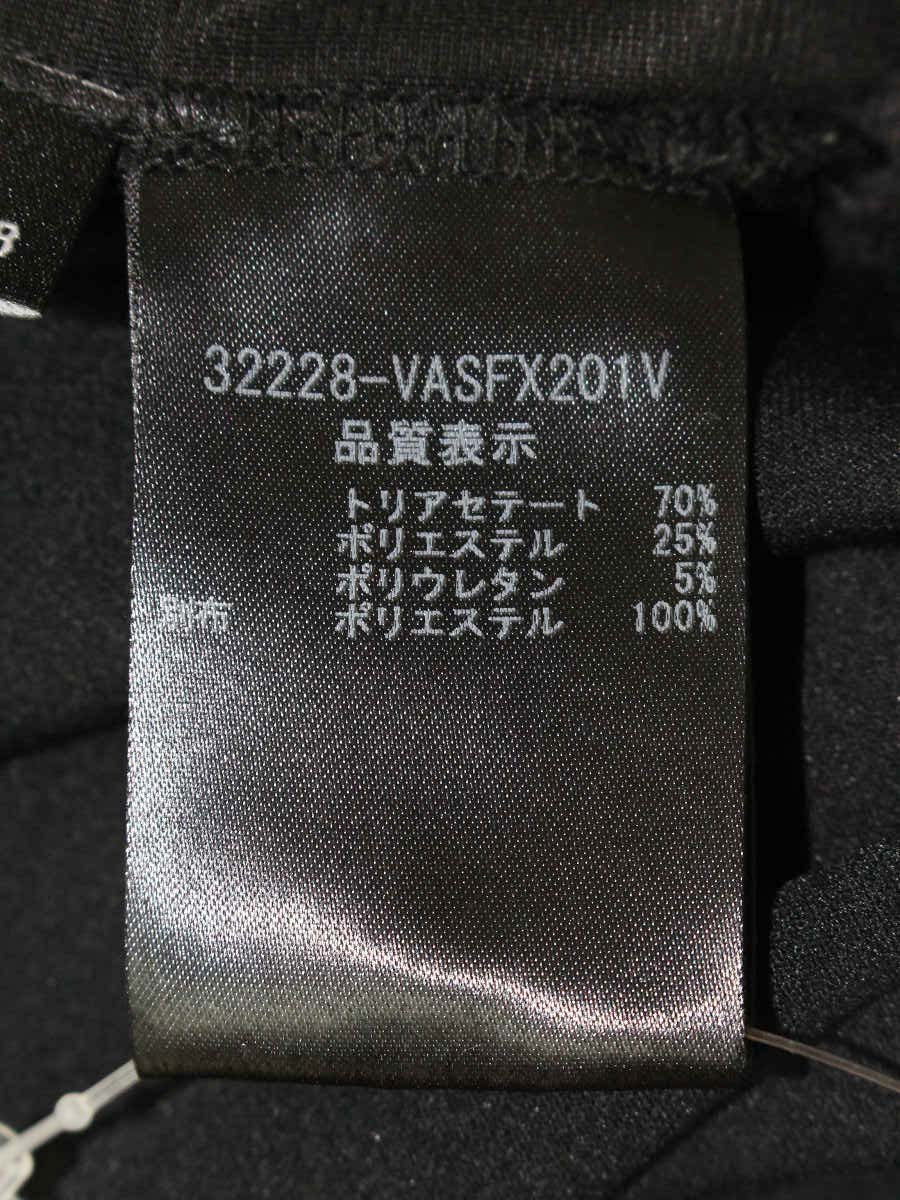 32228-VASFX201V
品質表示
トリアセテート 70%
ポリエステル 25%
ポリウレタン 5%
別布 ポリエステル 100%